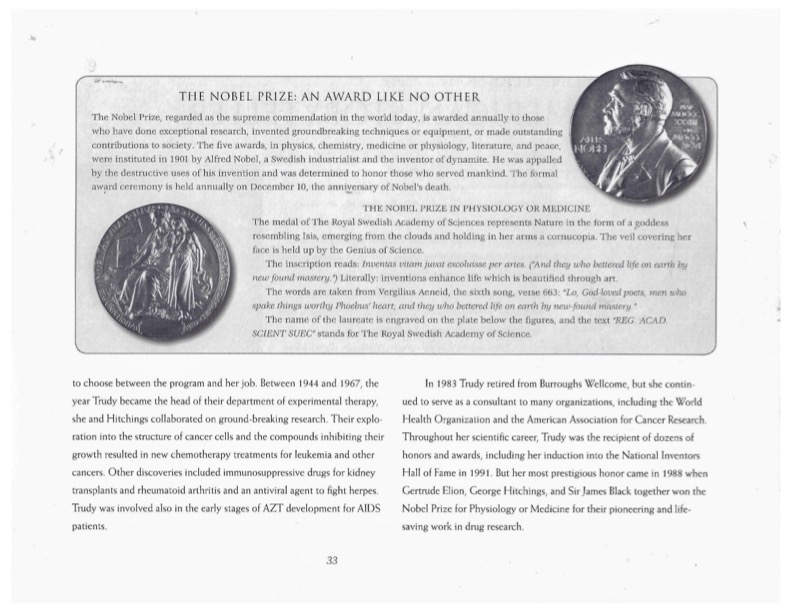 THE NOBEL PRIZE: AN AWARD LIKE NO OTHER
The Nobel Prize, regarded as the supreme commendation in the world today, is awarded annually to those
who have done exceptional research, invented groundbreaking techniques or equipment, or made outstanding
contributions to society. The five awards, in physics, chemistry, medicine or physiology, literature, and peace,
were instituted in 1901 by Alfred Nobel, a Swedish industrialist and the inventor of dynamite. He was appalled
by the destructive uses of his invention and was determined to honor those who served mankind. The formal
award ceremony is held annually on December 10, the anniversary of Nobel's death.
THE NOBEL PRIZE IN PHYSIOLOGY OR MEDICINE
The medal of The Royal Swedish Academy of Sciences represents Nature in the form of a goddess
resembling Isis, emerging from the clouds and holding in her arms a cornucopia. The veil covering her
face is held up by the Genius of Science.
The inscription reads: Inventas vitam juvat excoluisse per artes. ("And they who bettered life on earth by
new found mastery.") Literally: inventions enhance life which is beautified through art.
The words are taken from Vergilius Aeneid, the sixth song, verse 663: "Lo, God-loved poets, men who
spake things worthy Phoebus' heart; and they who bettered life on earth by new-found mastery."
The name of the laureate is engraved on the plate below the figures, and the text "REG. ACAD.
SCIENT SUEC" stands for The Royal Swedish Academy of Science.
to choose between the program and her job. Between 1944 and 1967, the
year Trudy became the head of their department of experimental therapy,
she and Hitchings collaborated on ground-breaking research. Their explo-
ration into the structure of cancer cells and the compounds inhibiting their
growth resulted in new chemotherapy treatments for leukemia and other
cancers. Other discoveries included immunosuppressive drugs for kidney
transplants and rheumatoid arthritis and an antiviral agent to fight herpes.
Trudy was involved also in the early stages of AZT development for AIDS
patients.
In 1983 Trudy retired from Burroughs Wellcome, but she contin-
ued to serve as a consultant to many organizations, including the World
Health Organization and the American Association for Cancer Research.
Throughout her scientific career, Trudy was the recipient of dozens of
honors and awards, including her induction into the National Inventors
Hall of Fame in 1991. But her most prestigious honor came in 1988 when
Gertrude Elion, George Hitchings, and Sir James Black together won the
Nobel Prize for Physiology or Medicine for their pioneering and life-
saving work in drug research.
33